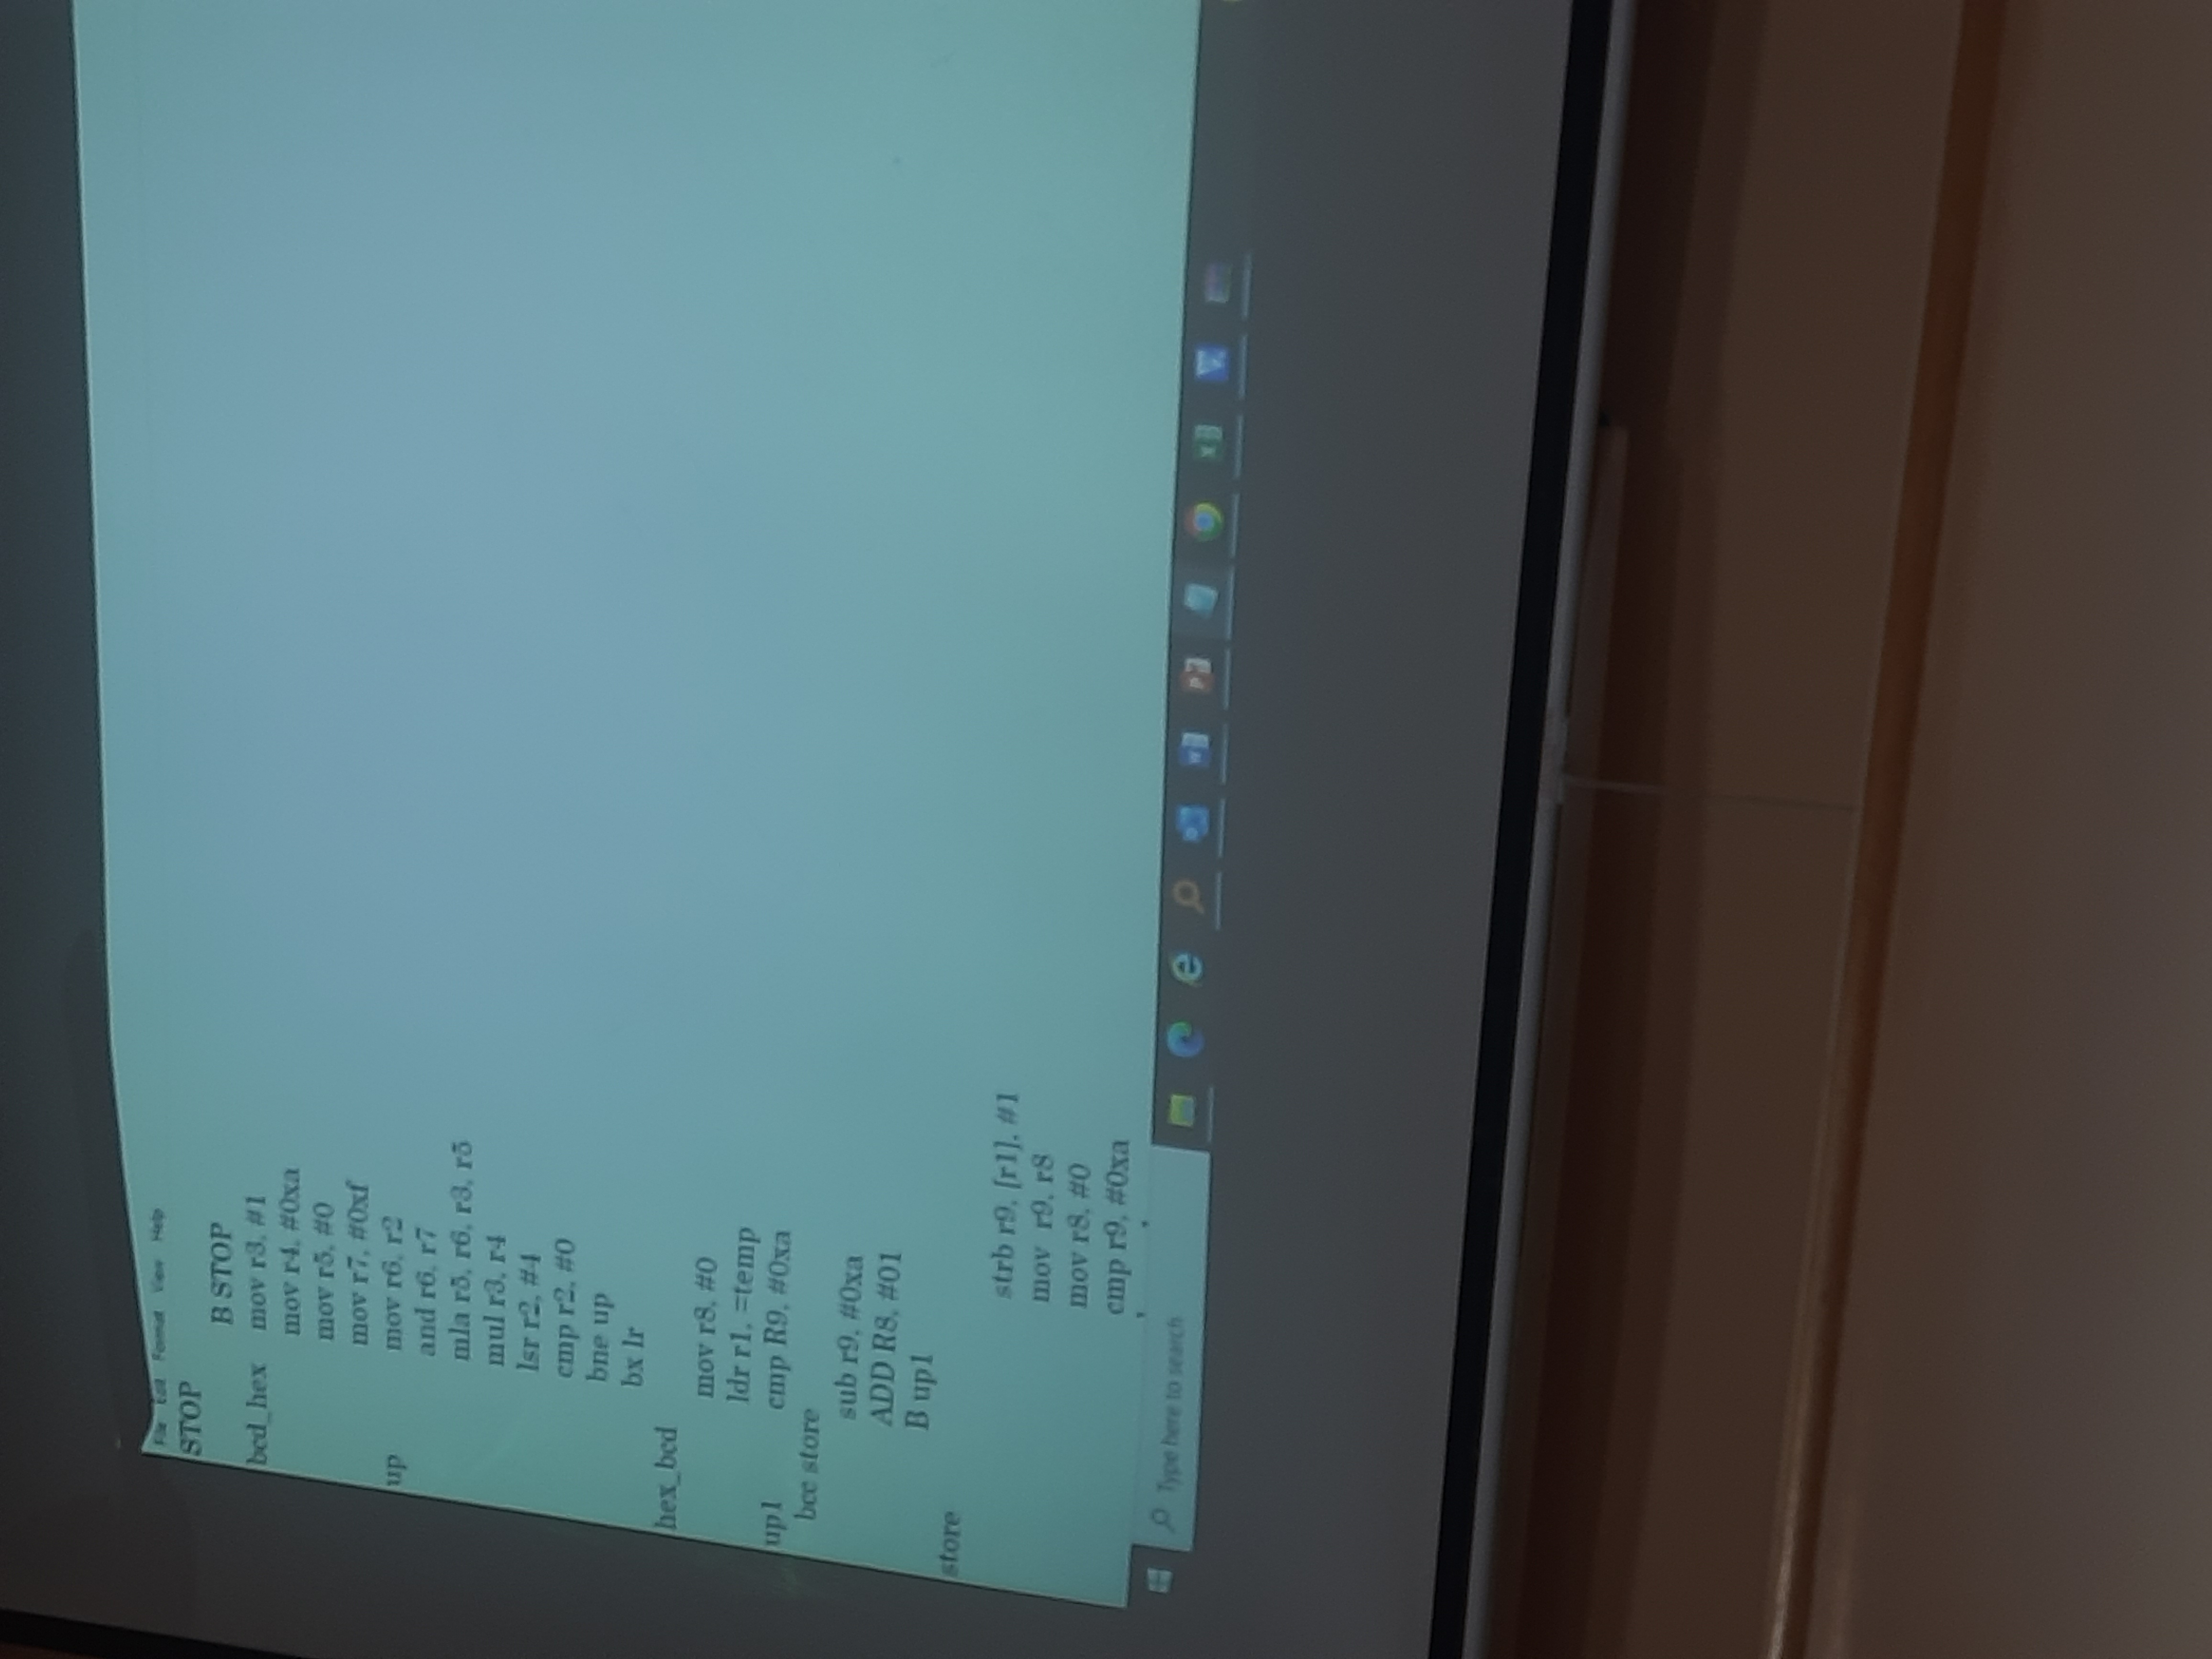 File Edit Format View Help
STOP
B STOP
bcd_hex mov r3, #1
mov r4, #0xa
mov r5, #0
mov r7, #0xf
up mov r6, r2
and r6, r7
mla r5, r6, r3, r5
mul r3, r4
lsr r2, #4
cmp r2, #0
bne up
bx lr
hex_bcd
mov r8, #0
ldr r1, =temp
up1 cmp R9, #0xa
bcc store
sub r9, #0xa
ADD R8, #01
B up1
store
strb r9, [r1], #1
mov r9, r8
mov r8, #0
cmp r9, #0xa
Type here to search